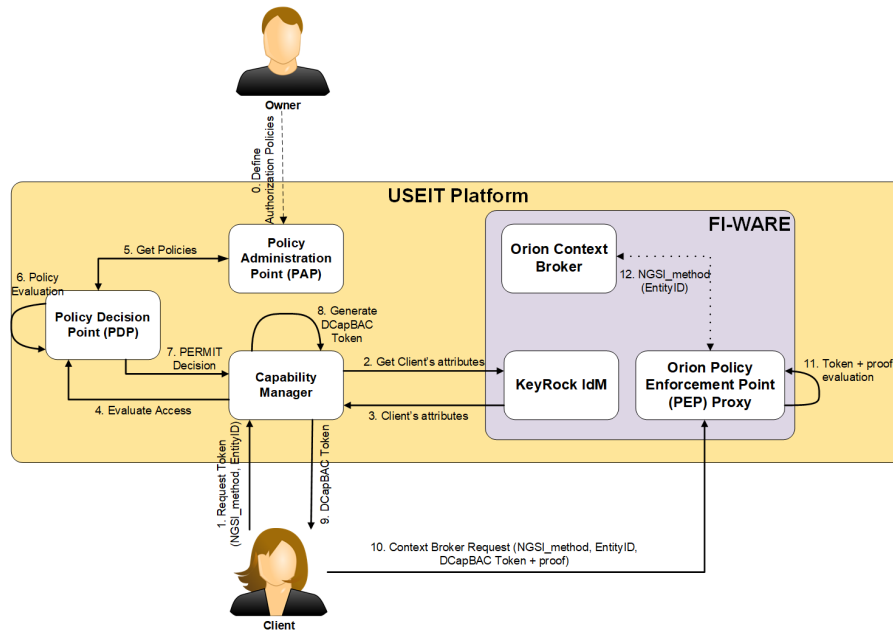 Owner
0. Define
Authorization Policies
USEIT Platform
FI-WARE
Policy
Administration
Point (PAP)
Orion Context
Broker
5. Get Policies
12. NGSI_method
(EntityID)
6. Policy
Evaluation
Policy Decision
Point (PDP)
8. Generate
DCapBAC
Token
7. PERMIT
Decision
2. Get Client's attributes
Capability
Manager
KeyRock IdM
Orion Policy
Enforcement Point
(PEP) Proxy
11. Token + proof
evaluation
4. Evaluate Access
3. Client's attributes
1. Request Token
(NGSI_method, EntityID)
9. DCapBAC Token
10. Context Broker Request (NGSI_method, EntityID,
DCapBAC Token + proof)
Client